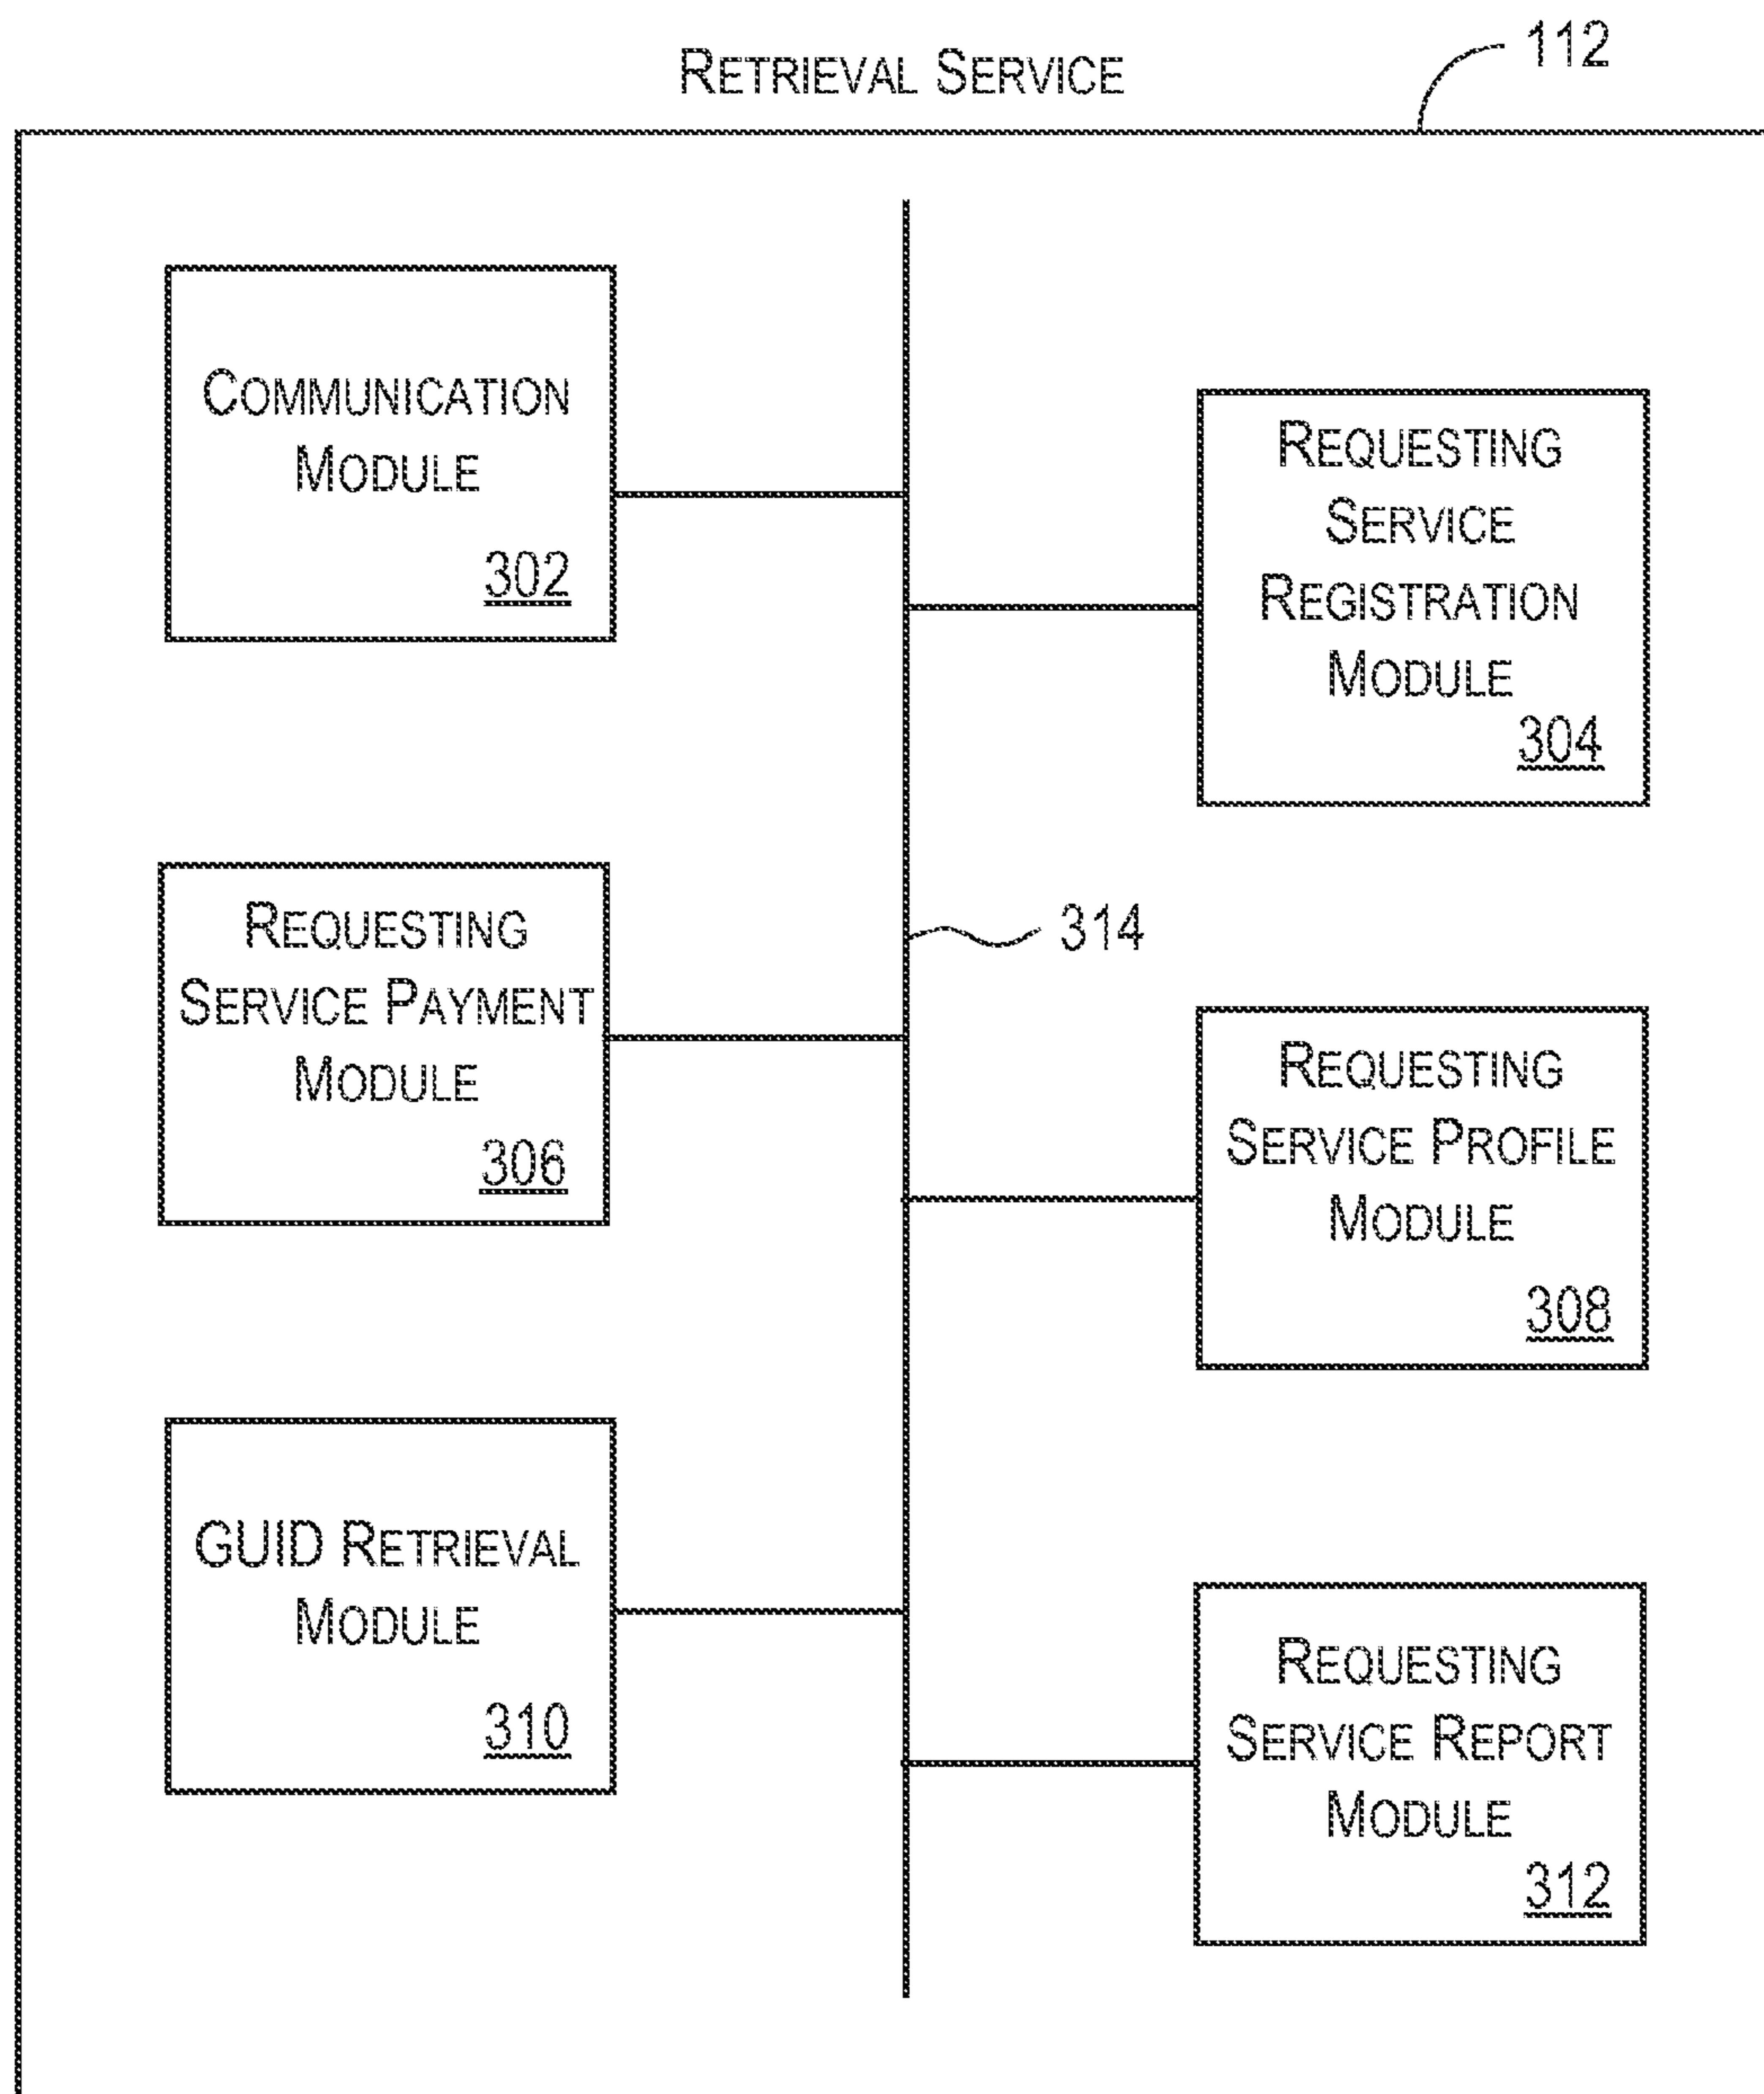 RETRIEVAL SERVICE
112
COMMUNICATION
MODULE
302
REQUESTING
SERVICE
REGISTRATION
MODULE
304
REQUESTING
SERVICE PAYMENT
MODULE
306
314
REQUESTING
SERVICE PROFILE
MODULE
308
GUID RETRIEVAL
MODULE
310
REQUESTING
SERVICE REPORT
MODULE
312